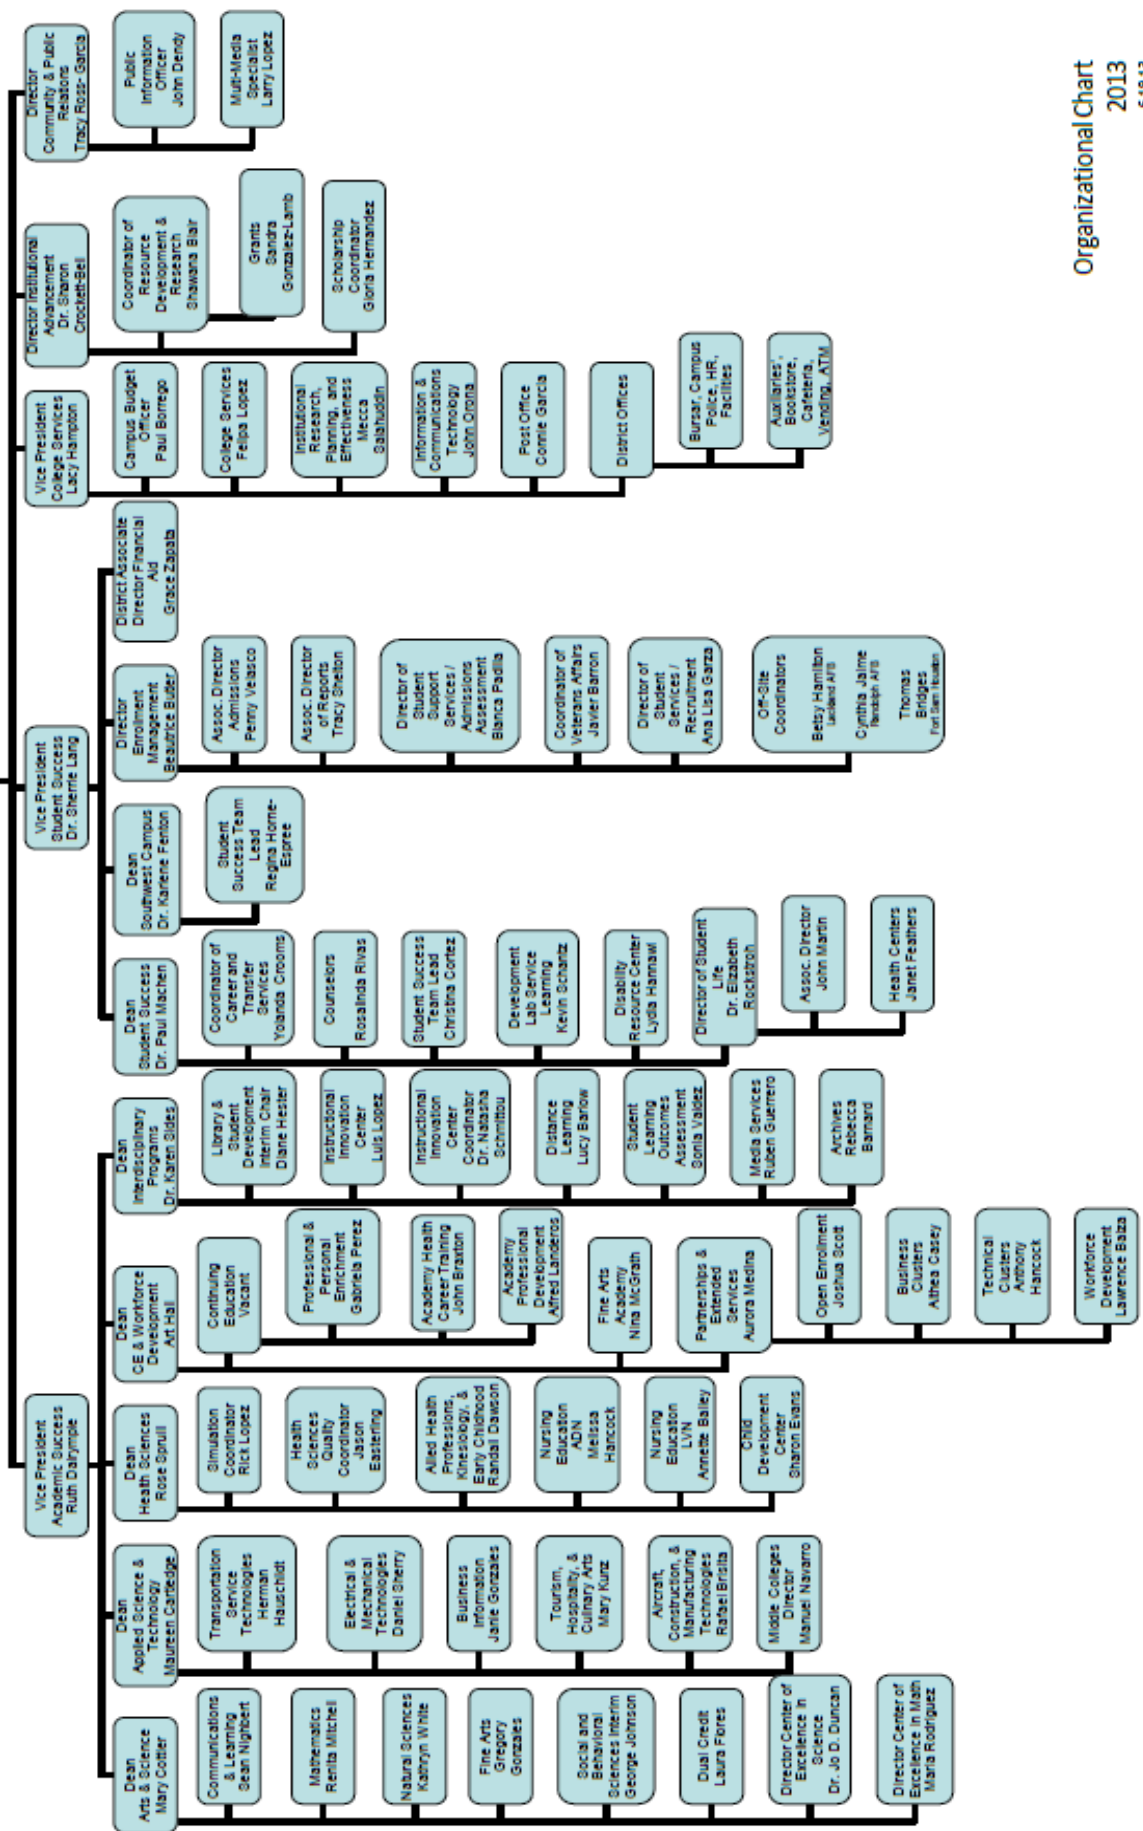 Vice President
Academic Success
Ruth Dalrymple
Dean
Arts & Science
Mary Cottier
Communications
& Learning
Sean Nighbert
Mathematics
Renita Mitchell
Natural Sciences
Kathryn White
Fine Arts
Gregory
Gonzales
Social and
Behavioral
Sciences Interim
George Johnson
Dual Credit
Laura Flores
Director Center of
Excellence in
Science
Dr. Jo D. Duncan
Director Center of
Excellence in Math
Maria Rodriguez
Dean
Applied Science &
Technology
Maureen Cartledge
Transportation
Service
Technologies
Herman
Hauschildt
Electrical &
Mechanical
Technologies
Daniel Sherry
Business
Information
Janie Gonzales
Tourism,
Hospitality, &
Culinary Arts
Mary Kunz
Aircraft,
Construction, &
Manufacturing
Technologies
Rafael Brisita
Middle Colleges
Director
Manuel Navarro
Dean
Health Sciences
Rose Spruill
Simulation
Coordinator
Rick Lopez
Health
Sciences
Quality
Coordinator
Jason
Easterling
Allied Health
Professions,
Kinesiology, &
Early Childhood
Randall Dawson
Nursing
Education
ADN
Melissa
Hancock
Nursing
Education
LVN
Annette Bailey
Child
Development
Center
Sharon Evans
Dean
CE & Workforce
Development
Art Hall
Continuing
Education
Vacant
Professional &
Personal
Enrichment
Gabriela Perez
Academy Health
Career Training
John Braxton
Academy
Professional
Development
Alfred Landeros
Fine Arts
Academy
Nina McGrath
Partnerships &
Extended
Services
Aurora Medina
Open Enrollment
Joshua Scott
Business
Clusters
Althea Casey
Technical
Clusters
Anthony
Hancock
Workforce
Development
Lawrence Baiza
Dean
Interdisciplinary
Programs
Dr. Karen Sides
Library &
Student
Development
Interim Chair
Diane Hester
Instructional
Innovation
Center
Luis Lopez
Instructional
Innovation
Center
Coordinator
Dr. Natasha
Schnittou
Distance
Learning
Lucy Barlow
Student
Learning
Outcomes
Assessment
Sonia Valdez
Media Services
Ruben Guerrero
Archives
Rebecca
Barnard
Vice President
Student Success
Dr. Sherrie Lang
Dean
Student Success
Dr. Paul Machen
Coordinator of
Career and
Transfer
Services
Yolanda Crooms
Counselors
Rosalinda Rivas
Student Success
Team Lead
Christina Cortez
Development
Lab Service
Learning
Kevin Schantz
Disability
Resource Center
Lydia Hannawi
Director of Student
Life
Dr. Elizabeth
Rockstroh
Assoc. Director
John Martin
Health Centers
Janet Feathers
Dean
Southwest Campus
Dr. Karlene Fenton
Student
Success Team
Lead
Regina Horne-
Espree
Director
Enrollment
Management
Beautrice Butler
Assoc. Director
Admissions
Penny Velasco
Assoc. Director
of Reports
Tracy Shelton
Director of
Student
Support
Services /
Admissions
Assessment
Blanca Padilla
Coordinator of
Veterans Affairs
Javier Barron
Director of
Student
Services /
Recruitment
Ana Lisa Garza
Off-Site
Coordinators
Betsy Hamilton
Lackland AFB
Cynthia Jaime
Randolph AFB
Thomas
Bridges
Fort Sam Houston
District Associate
Director Financial
Aid
Grace Zapata
Vice President
College Services
Lacy Hampton
Campus Budget
Officer
Paul Borrego
College Services
Felipa Lopez
Institutional
Research,
Planning, and
Effectiveness
Mecca
Salahuddin
Information &
Communications
Technology
John Orona
Post Office
Connie Garcia
District Offices
Bursar, Campus
Police, HR,
Facilities
Auxiliaries',
Bookstore,
Cafeteria,
Vending, ATM
Director Institutional
Advancement
Dr. Sharon
Crockett-Bell
Coordinator of
Resource
Development &
Research
Shawana Blair
Grants
Sandra
Gonzalez-Lamb
Scholarship
Coordinator
Gloria Hernandez
Director
Community & Public
Relations
Tracy Ross- Garcia
Public
Information
Officer
John Dendy
Multi-Media
Specialist
Larry Lopez
Organizational Chart
2013